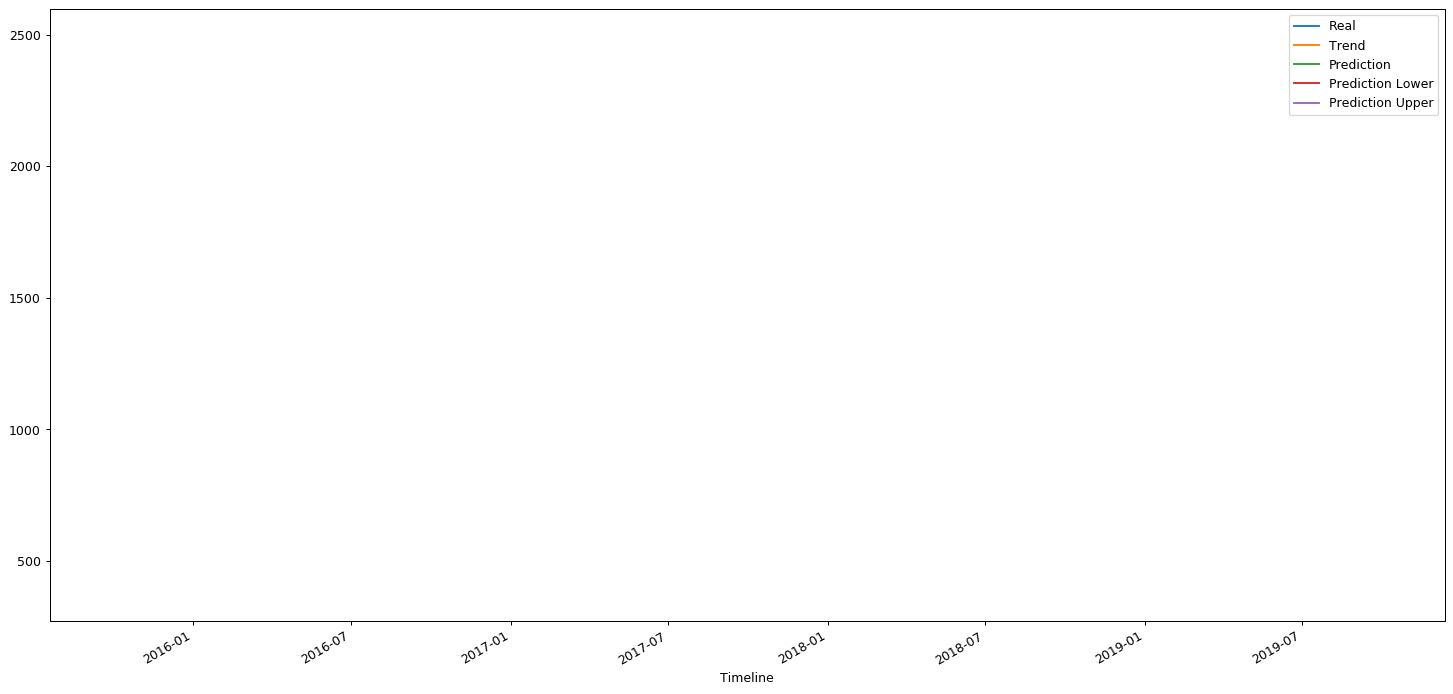 2500
2000
1500
1000
500
Real
Trend
Prediction
Prediction Lower
Prediction Upper
2016-01
2016-07
2017-01
2017-07
2018-01
2018-07
2019-01
2019-07
Timeline